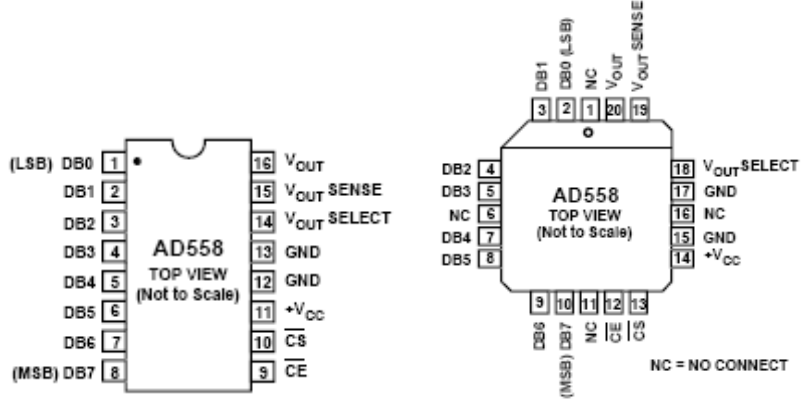 (LSB) DB0 1
DB1 2
DB2 3
DB3 4
DB4 5
DB5 6
DB6 7
(MSB) DB7 8
AD558
TOP VIEW
(Not to Scale)
16 VOUT
15 VOUT SENSE
14 VOUT SELECT
13 GND
12 GND
11 +VCC
10 CS
9 CE
DB1
DB0 (LSB)
NC
VOUT
VOUT SENSE
3 2 1 20 19
DB2 4
DB3 5
NC 6
DB4 7
DB5 8
AD558
TOP VIEW
(Not to Scale)
18 VOUT SELECT
17 GND
16 NC
15 GND
14 +VCC
9 10 11 12 13
DB6
(MSB) DB7
NC
CE
CS
NC = NO CONNECT